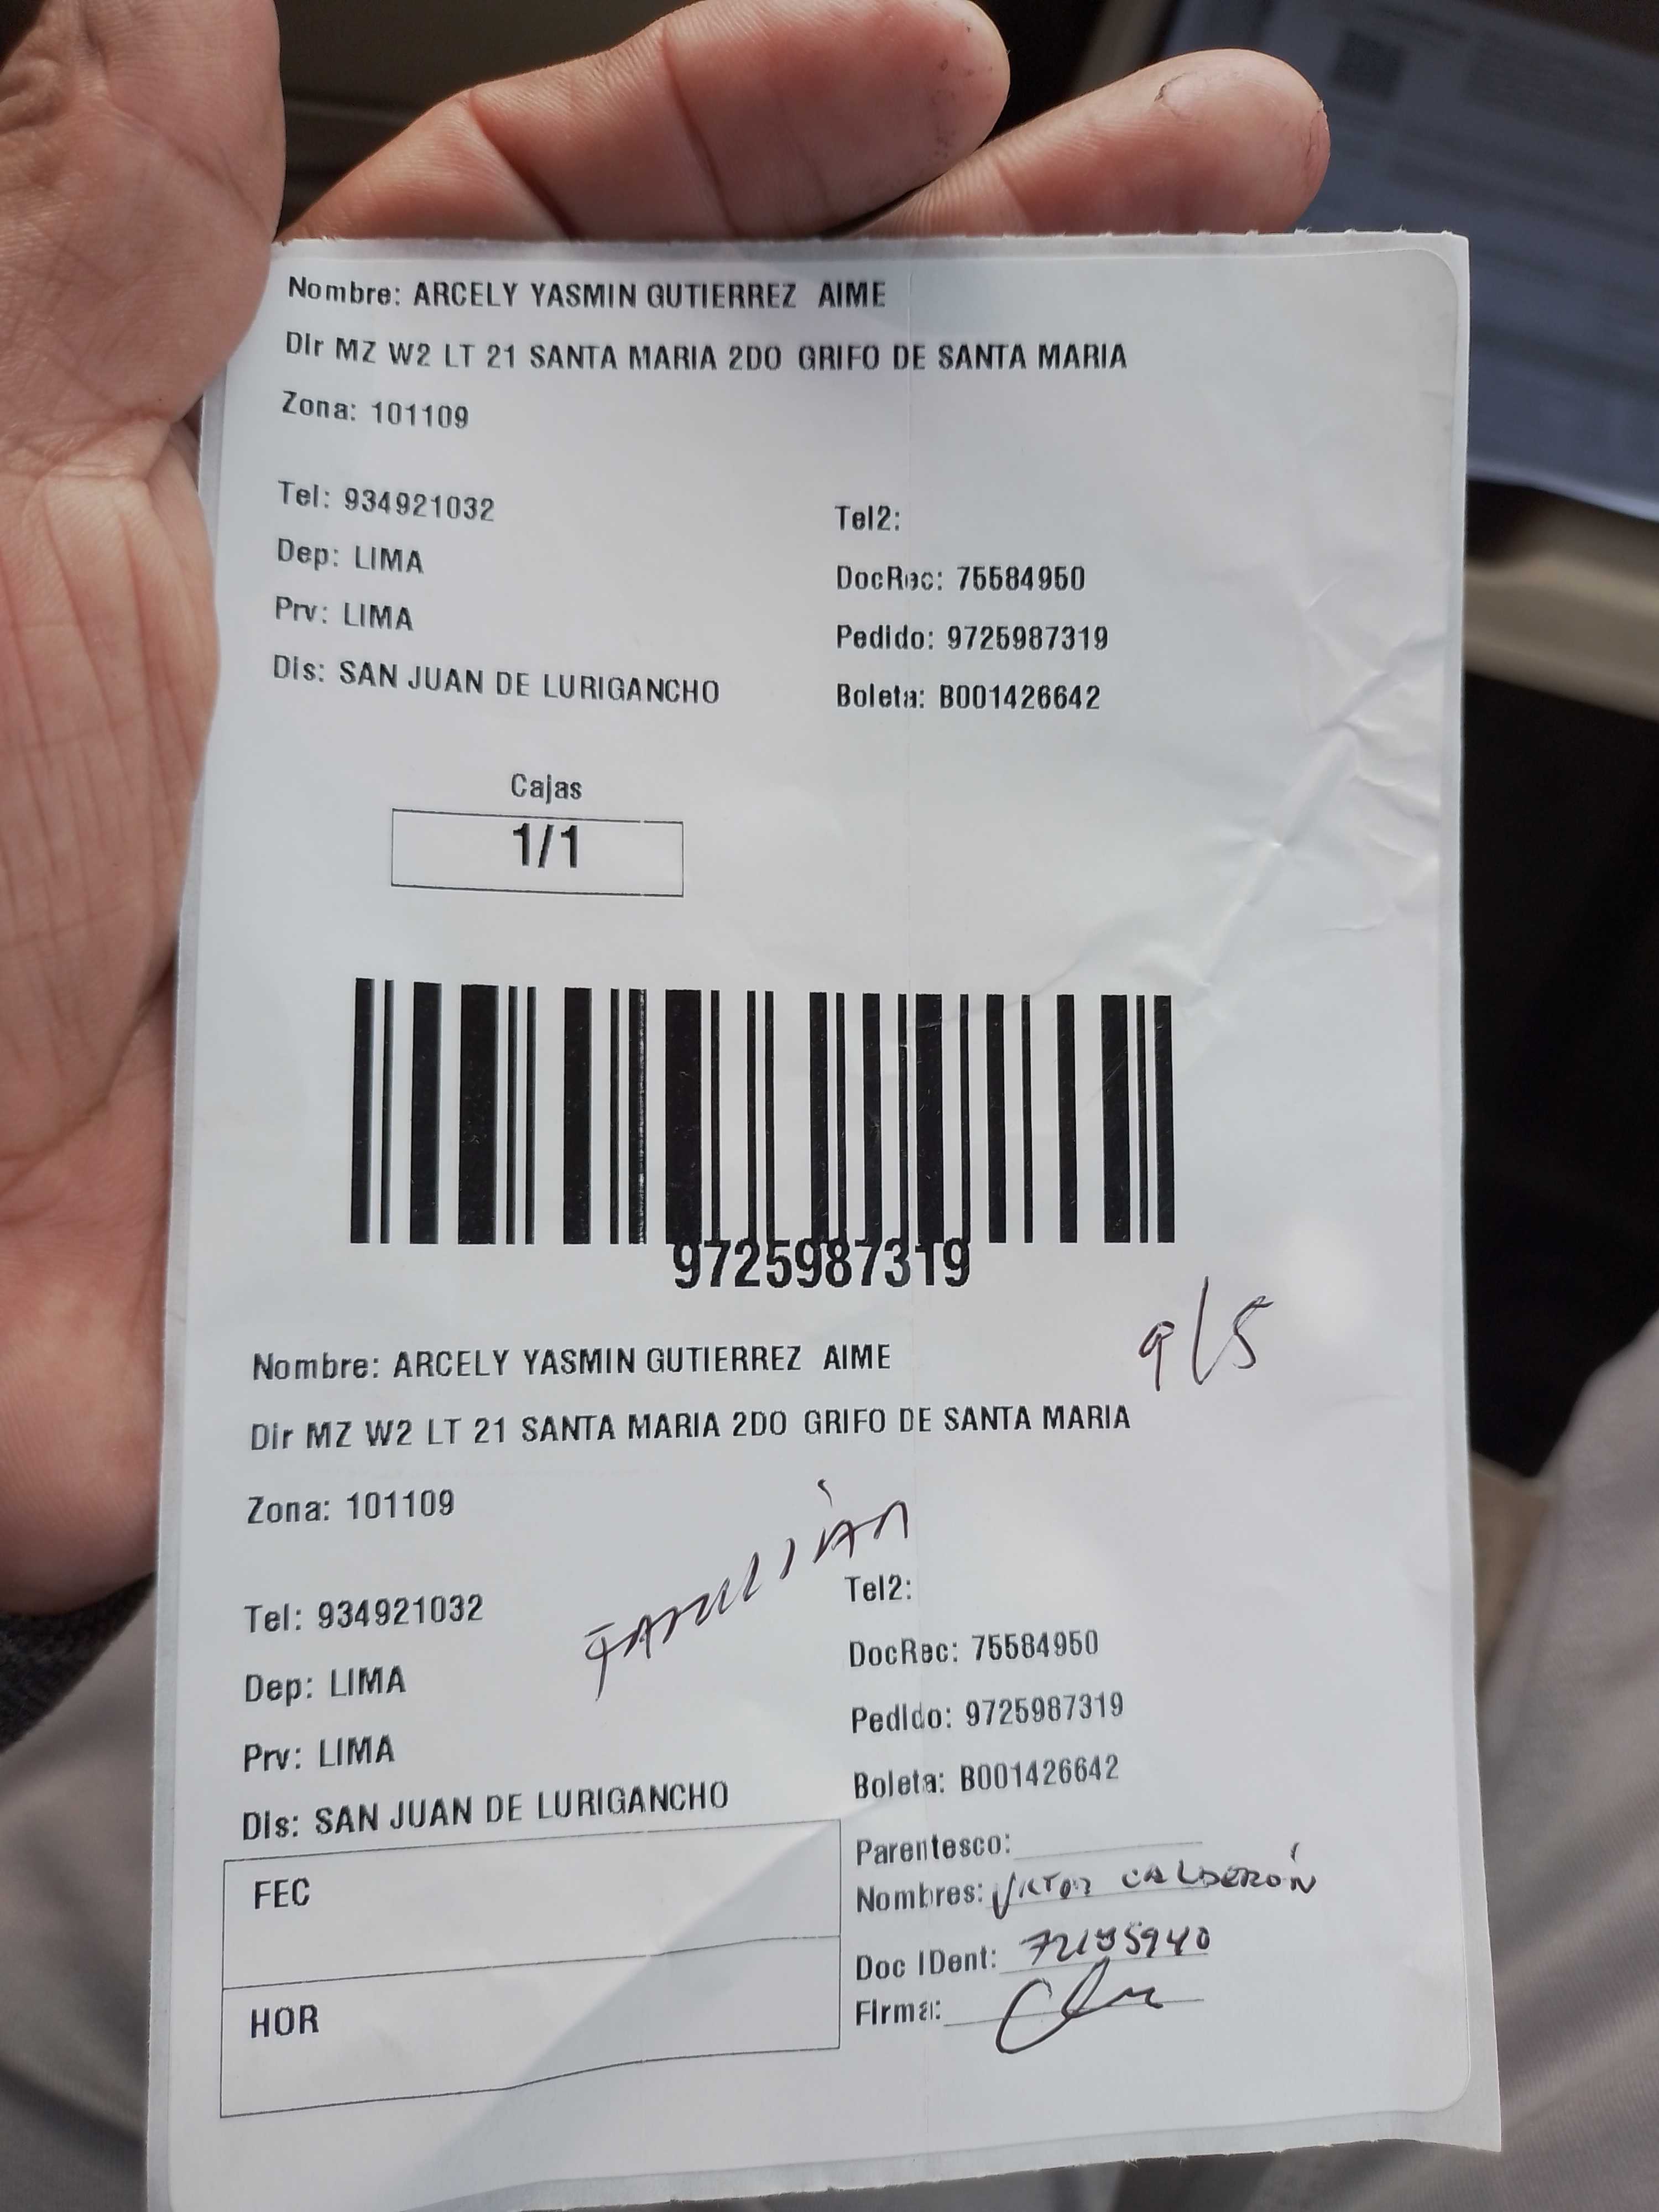 Nombre: ARCELY YASMIN GUTIERREZ AIME
Dir MZ W2 LT 21 SANTA MARIA 2DO GRIFO DE SANTA MARIA
Zona: 101109
Tel: 934921032
Tel2:
Dep: LIMA
DocRec: 75584950
Prv: LIMA
Pedido: 9725987319
Dis: SAN JUAN DE LURIGANCHO
Boleta: B001426642
Cajas
1/1
9725987319
9/5
Nombre: ARCELY YASMIN GUTIERREZ AIME
Dir MZ W2 LT 21 SANTA MARIA 2DO GRIFO DE SANTA MARIA
Zona: 101109
Tel: 934921032
Tel2:
Dep: LIMA
DocRec: 75584950
Prv: LIMA
Pedido: 9725987319
Dis: SAN JUAN DE LURIGANCHO
Boleta: B001426642
FEC
HOR
Parentesco:
Nombres: VICTOR CALDERÓN
Doc IDent:
Firma: